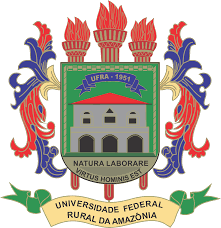 UFRA - 1951
NATURA LABORARE
VIRTUS HOMINIS EST
UNIVERSIDADE FEDERAL
RURAL DA AMAZÔNIA